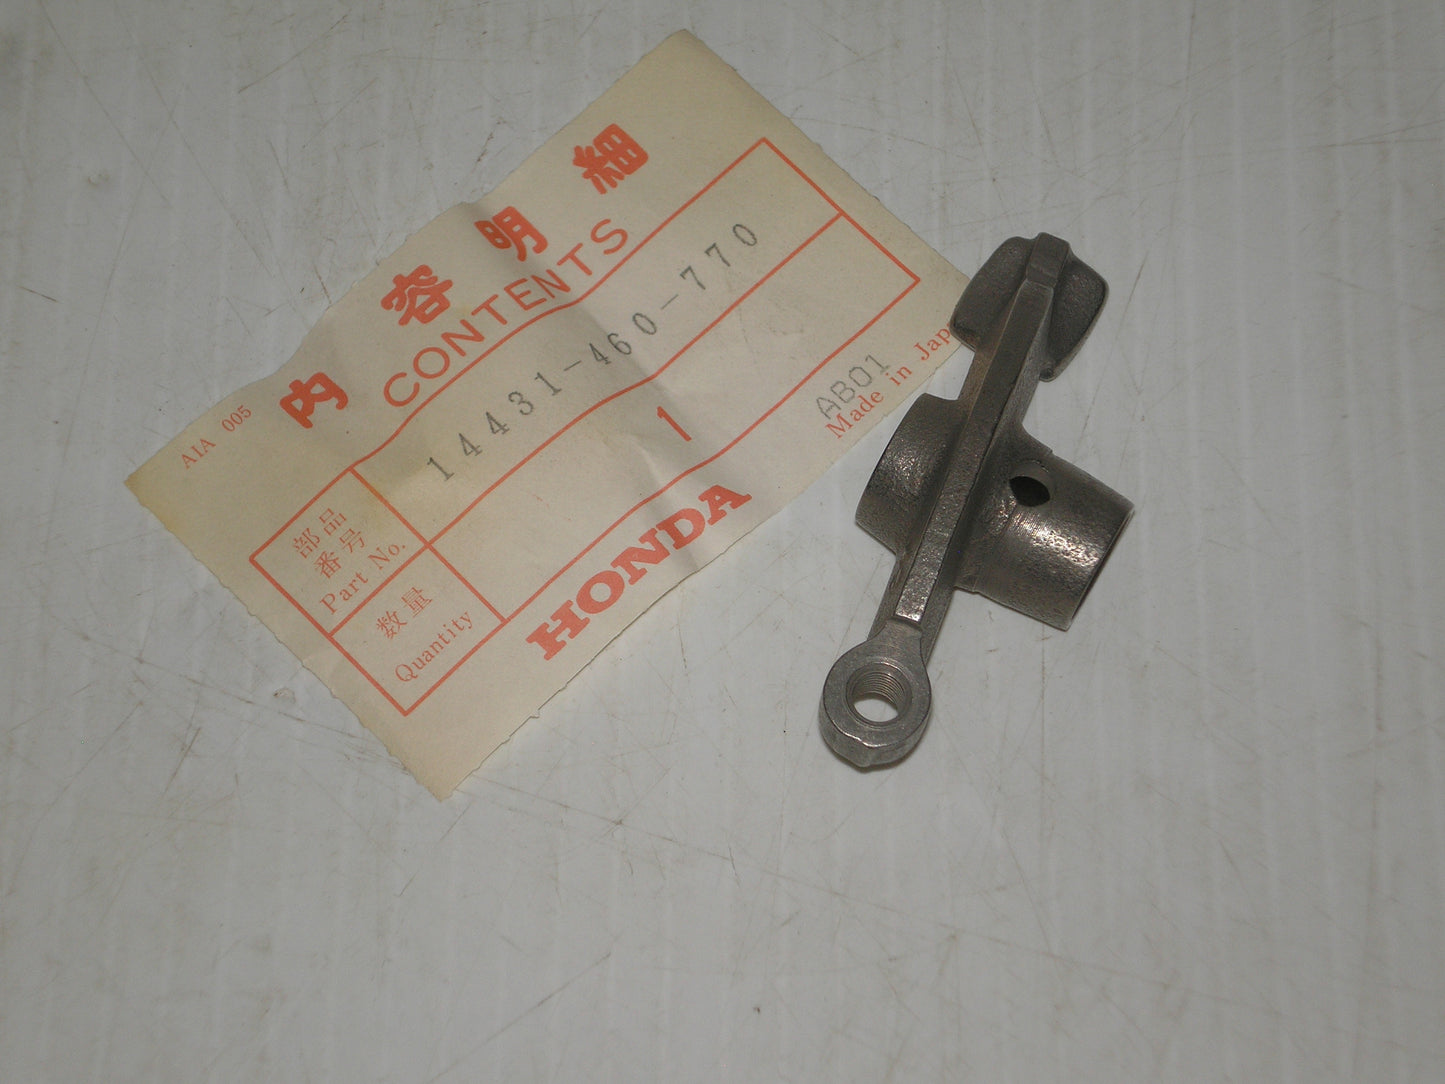 内容明細
CONTENTS
AIA 005
部品番号
Part No.
14431-460-770
数量
Quantity
1
AB01
Made in Jap
HONDA